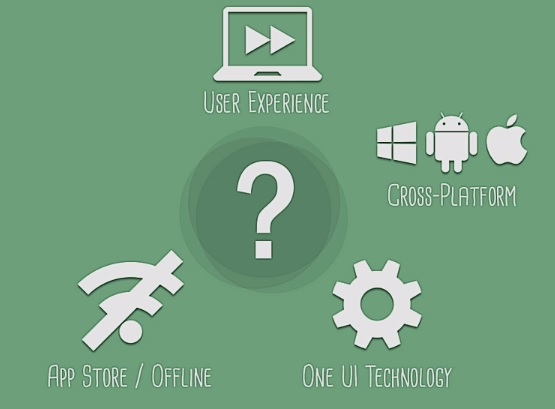 User Experience
?
Cross-Platform
App Store / Offline
One UI Technology